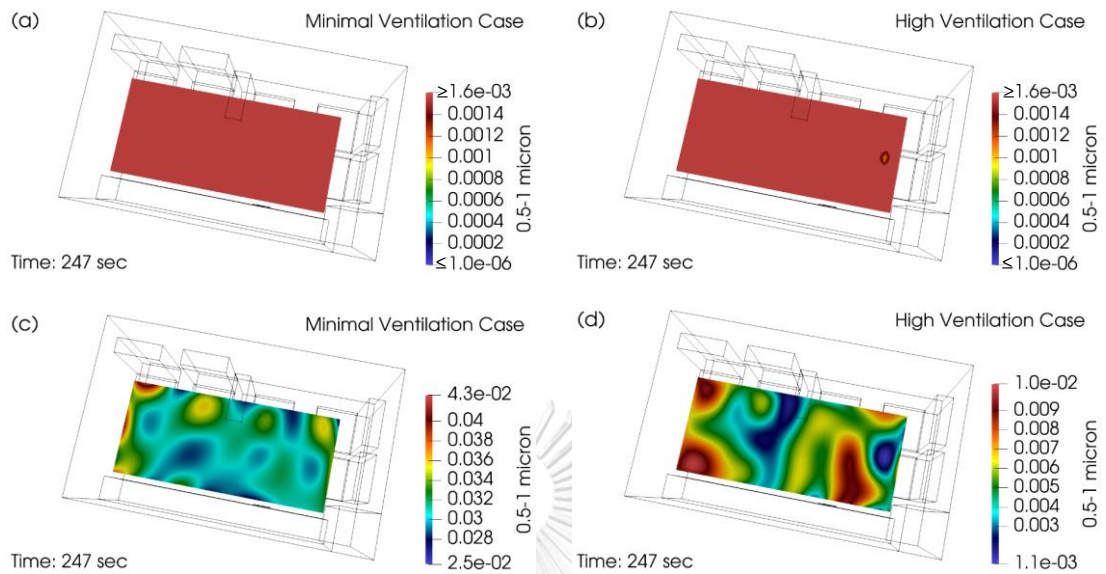 (a) Minimal Ventilation Case
≥1.6e-03
0.0014
0.0012
0.001
0.0008
0.0006
0.0004
0.0002
≤1.0e-06
0.5-1 micron
Time: 247 sec
(b) High Ventilation Case
≥1.6e-03
0.0014
0.0012
0.001
0.0008
0.0006
0.0004
0.0002
≤1.0e-06
0.5-1 micron
Time: 247 sec
(c) Minimal Ventilation Case
4.3e-02
0.04
0.038
0.036
0.034
0.032
0.03
0.028
2.5e-02
0.5-1 micron
Time: 247 sec
(d) High Ventilation Case
1.0e-02
0.009
0.008
0.007
0.006
0.005
0.004
0.003
1.1e-03
0.5-1 micron
Time: 247 sec